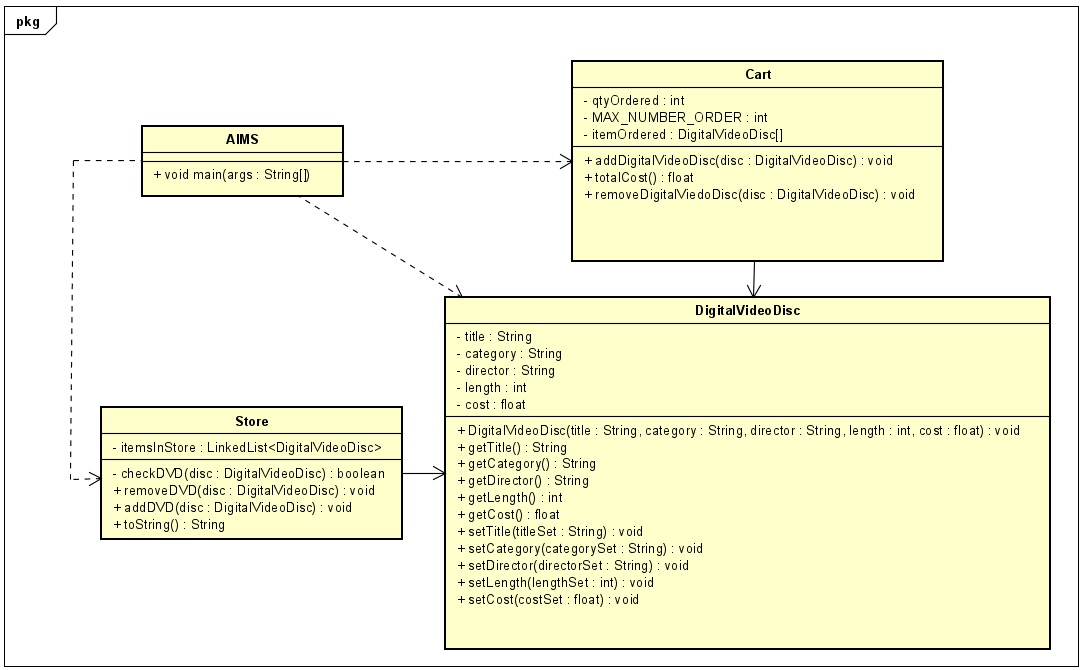 pkg
Cart
- qtyOrdered : int
- MAX_NUMBER_ORDER : int
- itemOrdered : DigitalVideoDisc[]
+ addDigitalVideoDisc(disc : DigitalVideoDisc) : void
+ totalCost() : float
+ removeDigitalViedoDisc(disc : DigitalVideoDisc) : void
AIMS
+ void main(args : String[])
DigitalVideoDisc
- title : String
- category : String
- director : String
- length : int
- cost : float
+ DigitalVideoDisc(title : String, category : String, director : String, length : int, cost : float) : void
+ getTitle() : String
+ getCategory() : String
+ getDirector() : String
+ getLength() : int
+ getCost() : float
+ setTitle(titleSet : String) : void
+ setCategory(categorySet : String) : void
+ setDirector(directorSet : String) : void
+ setLength(lengthSet : int) : void
+ setCost(costSet : float) : void
Store
- itemsInStore : LinkedList<DigitalVideoDisc>
- checkDVD(disc : DigitalVideoDisc) : boolean
+ removeDVD(disc : DigitalVideoDisc) : void
+ addDVD(disc : DigitalVideoDisc) : void
+ toString() : String